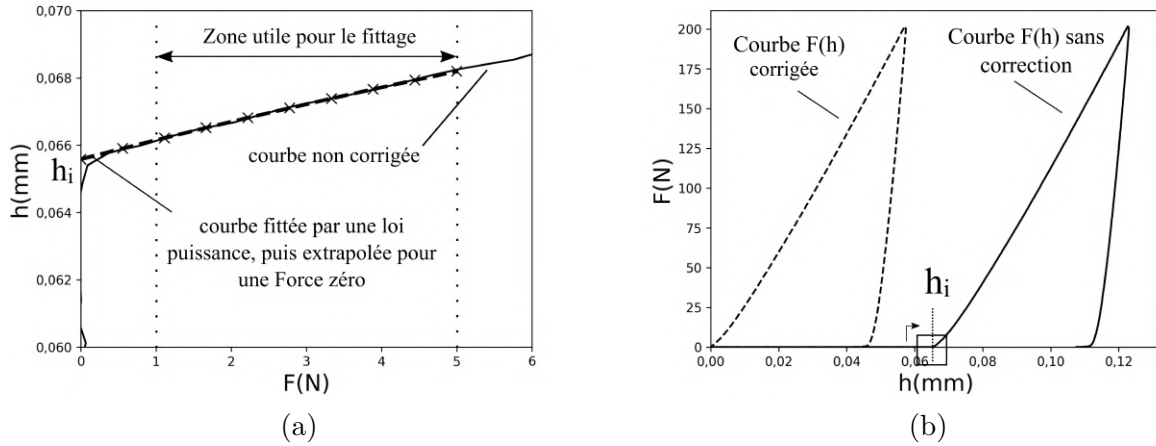 0,070
0,068
0,066
0,064
0,062
0,060
h(mm)
Zone utile pour le fittage
courbe non corrigée
h_i
courbe fittée par une loi
puissance, puis extrapolée pour
une Force zéro
0
1
2
3
4
5
6
F(N)
(a)
200
175
150
125
100
75
50
25
0
F(N)
Courbe F(h)
corrigée
Courbe F(h) sans
correction
h_i
0,00
0,02
0,04
0,06
0,08
0,10
0,12
h(mm)
(b)